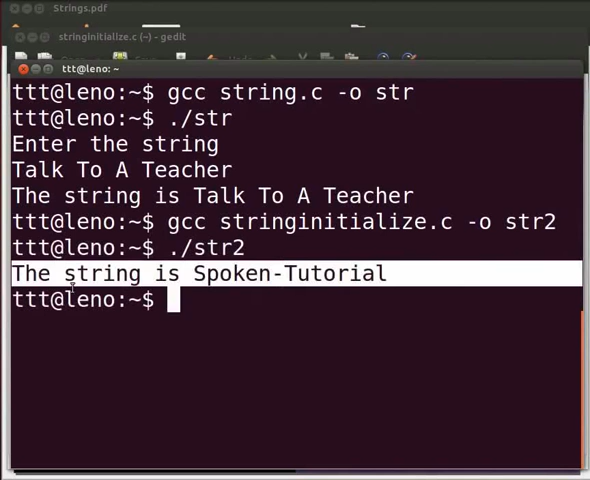 Strings.pdf
stringinitialize.c (~) - gedit
ttt@leno: ~
ttt@leno:~$ gcc string.c -o str
ttt@leno:~$ ./str
Enter the string
Talk To A Teacher
The string is Talk To A Teacher
ttt@leno:~$ gcc stringinitialize.c -o str2
ttt@leno:~$ ./str2
The string is Spoken-Tutorial
ttt@leno:~$